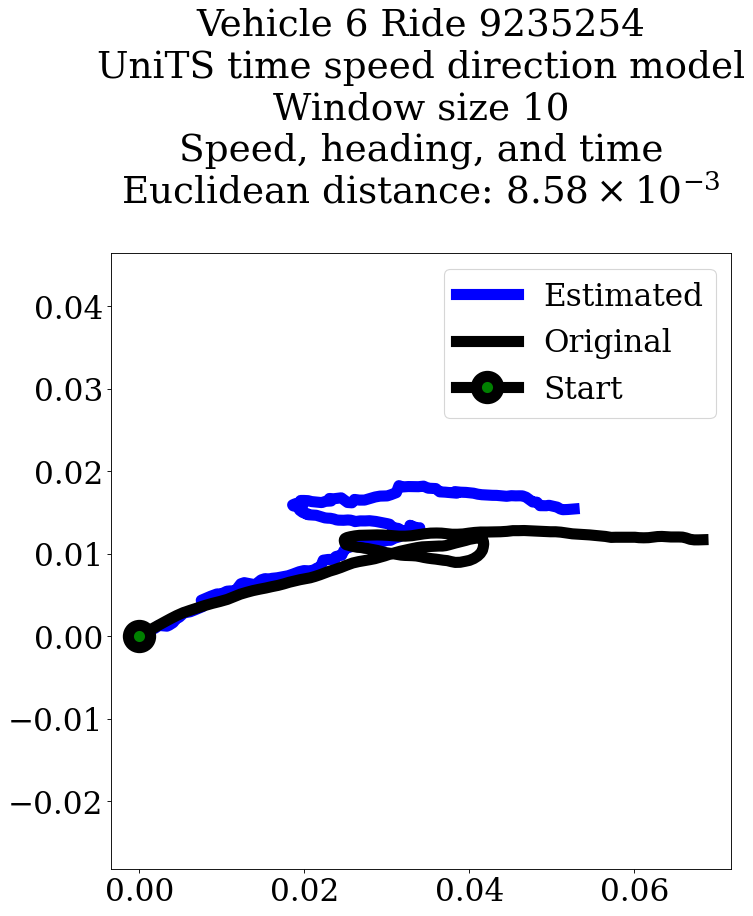 Vehicle 6 Ride 9235254
UniTS time speed direction model
Window size 10
Speed, heading, and time
Euclidean distance: 8.58 × 10⁻³
Estimated
Original
Start
0.04
0.03
0.02
0.01
0.00
−0.01
−0.02
0.00 0.02 0.04 0.06